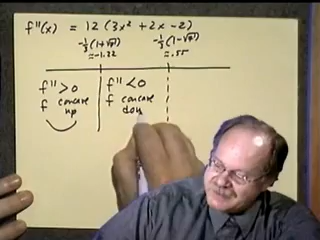 f''(x) = 12(3x² + 2x - 2)
-⅓(1+√7) -⅓(1-√7)
≈ -1.22 ≈ .55
f'' > 0 f'' < 0
f concave up f concave dow